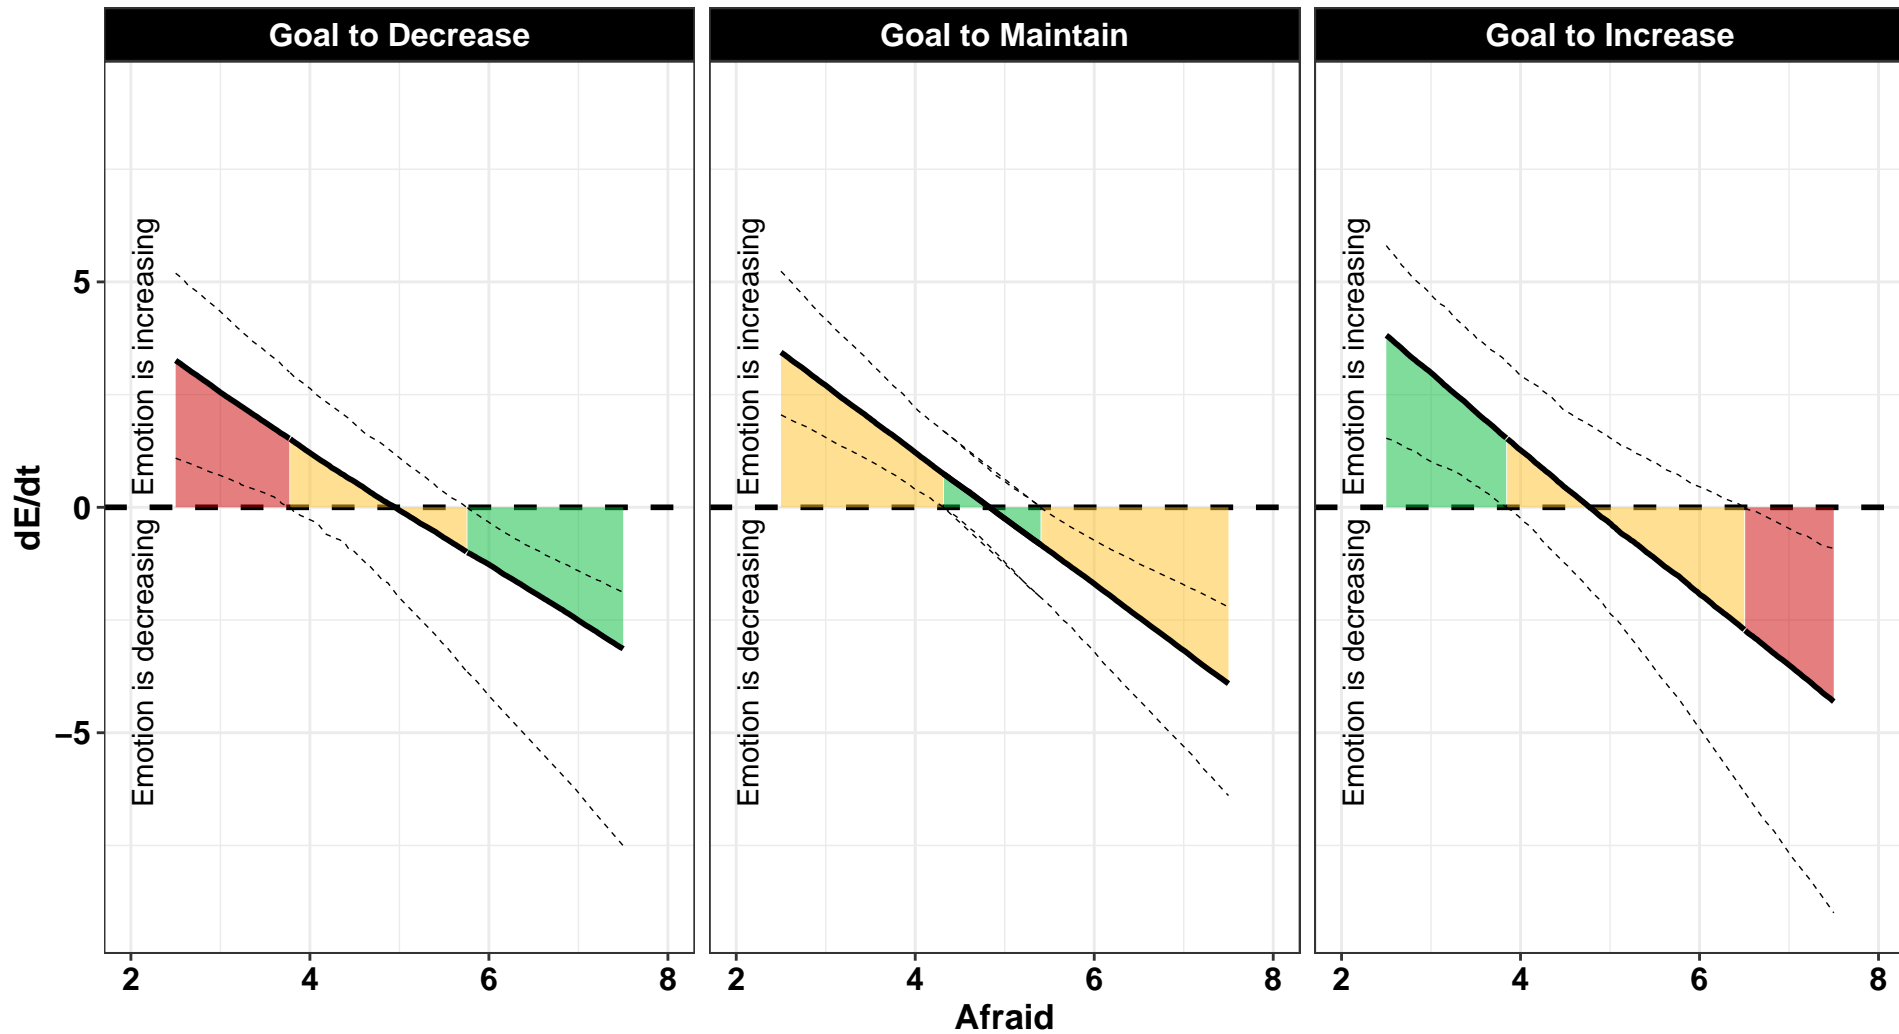 Goal to Decrease
Goal to Maintain
Goal to Increase
dE/dt
5
0
−5
Emotion is increasing
Emotion is decreasing
Emotion is increasing
Emotion is decreasing
Emotion is increasing
Emotion is decreasing
2 4 6 8
2 4 6 8
2 4 6 8
Afraid